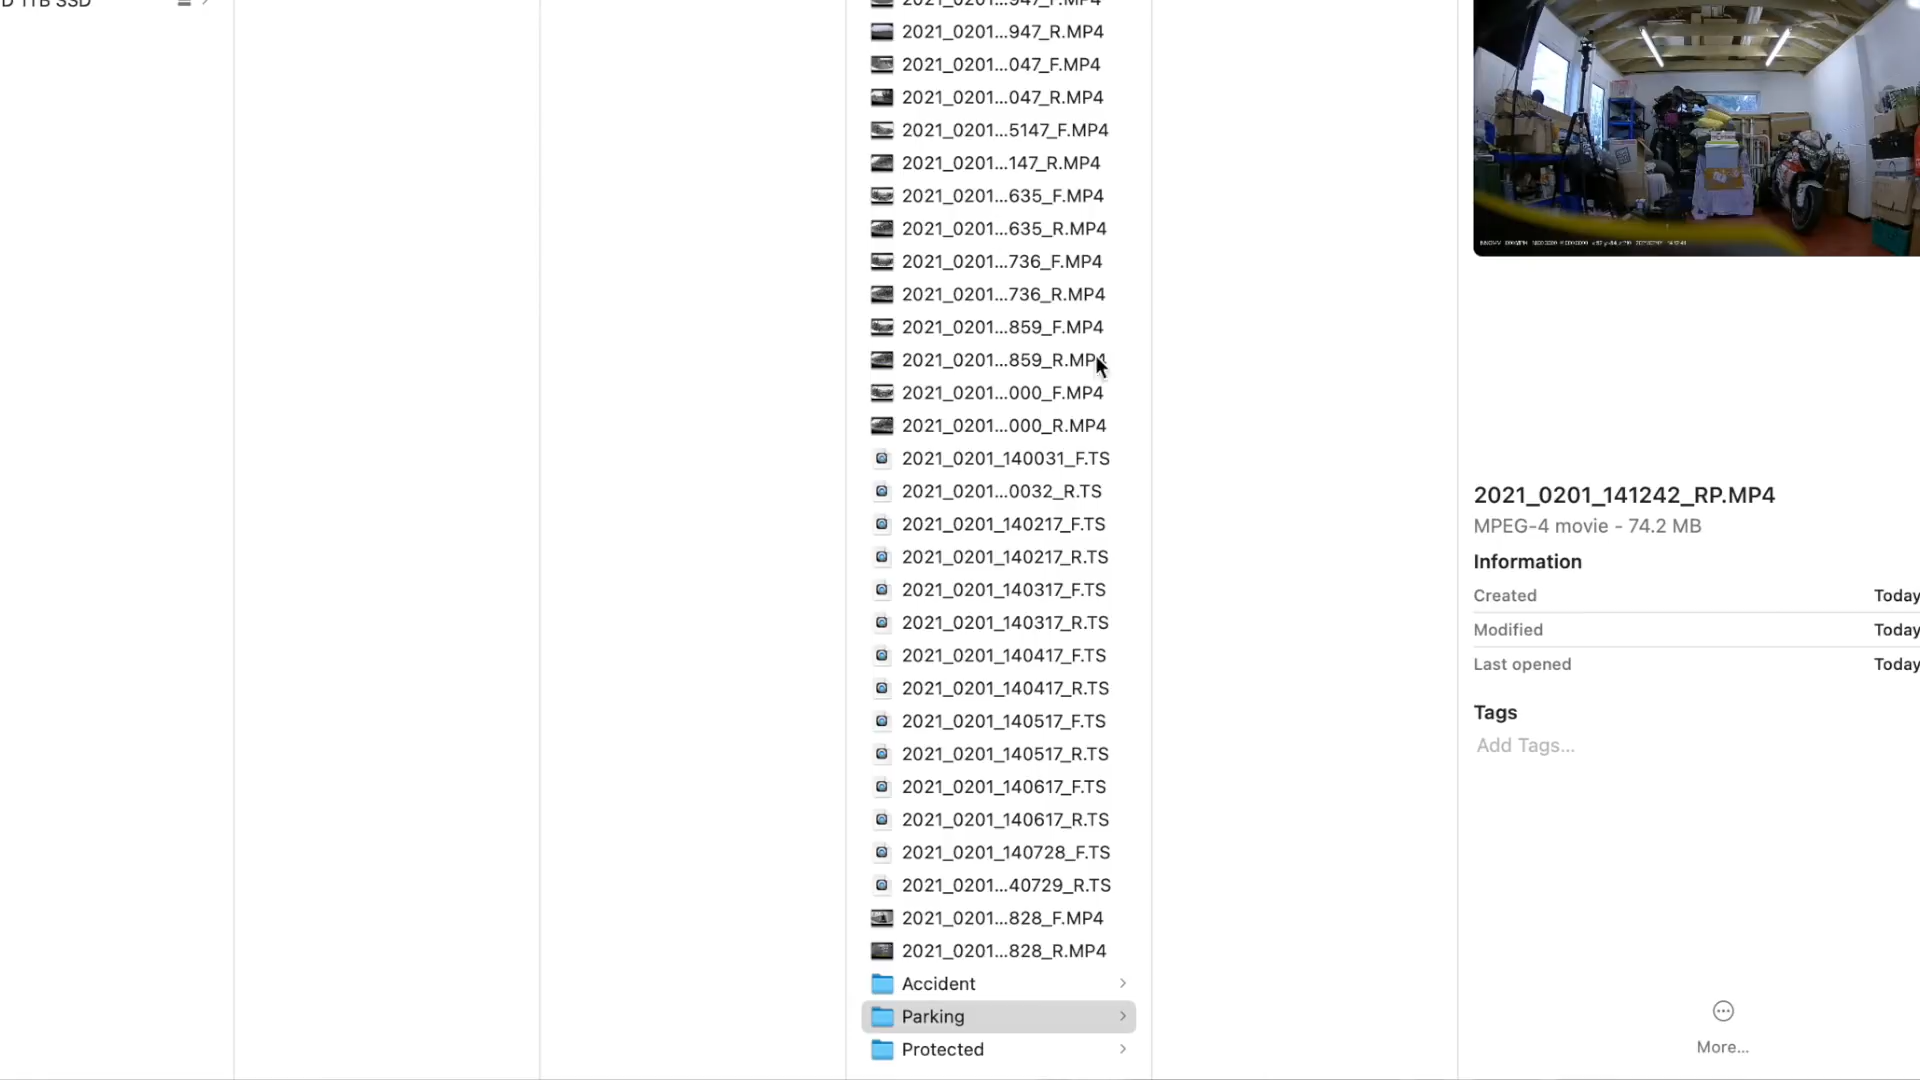 D 1TB SSD
2021_0201...947_F.MP4
2021_0201...947_R.MP4
2021_0201...047_F.MP4
2021_0201...047_R.MP4
2021_0201...5147_F.MP4
2021_0201...147_R.MP4
2021_0201...635_F.MP4
2021_0201...635_R.MP4
2021_0201...736_F.MP4
2021_0201...736_R.MP4
2021_0201...859_F.MP4
2021_0201...859_R.MP4
2021_0201...000_F.MP4
2021_0201...000_R.MP4
2021_0201_140031_F.TS
2021_0201...0032_R.TS
2021_0201_140217_F.TS
2021_0201_140217_R.TS
2021_0201_140317_F.TS
2021_0201_140317_R.TS
2021_0201_140417_F.TS
2021_0201_140417_R.TS
2021_0201_140517_F.TS
2021_0201_140517_R.TS
2021_0201_140617_F.TS
2021_0201_140617_R.TS
2021_0201_140728_F.TS
2021_0201...40729_R.TS
2021_0201...828_F.MP4
2021_0201...828_R.MP4
Accident
Parking
Protected
2021_0201_141242_RP.MP4
MPEG-4 movie - 74.2 MB
Information
Created Today
Modified Today
Last opened Today
Tags
Add Tags...
More...